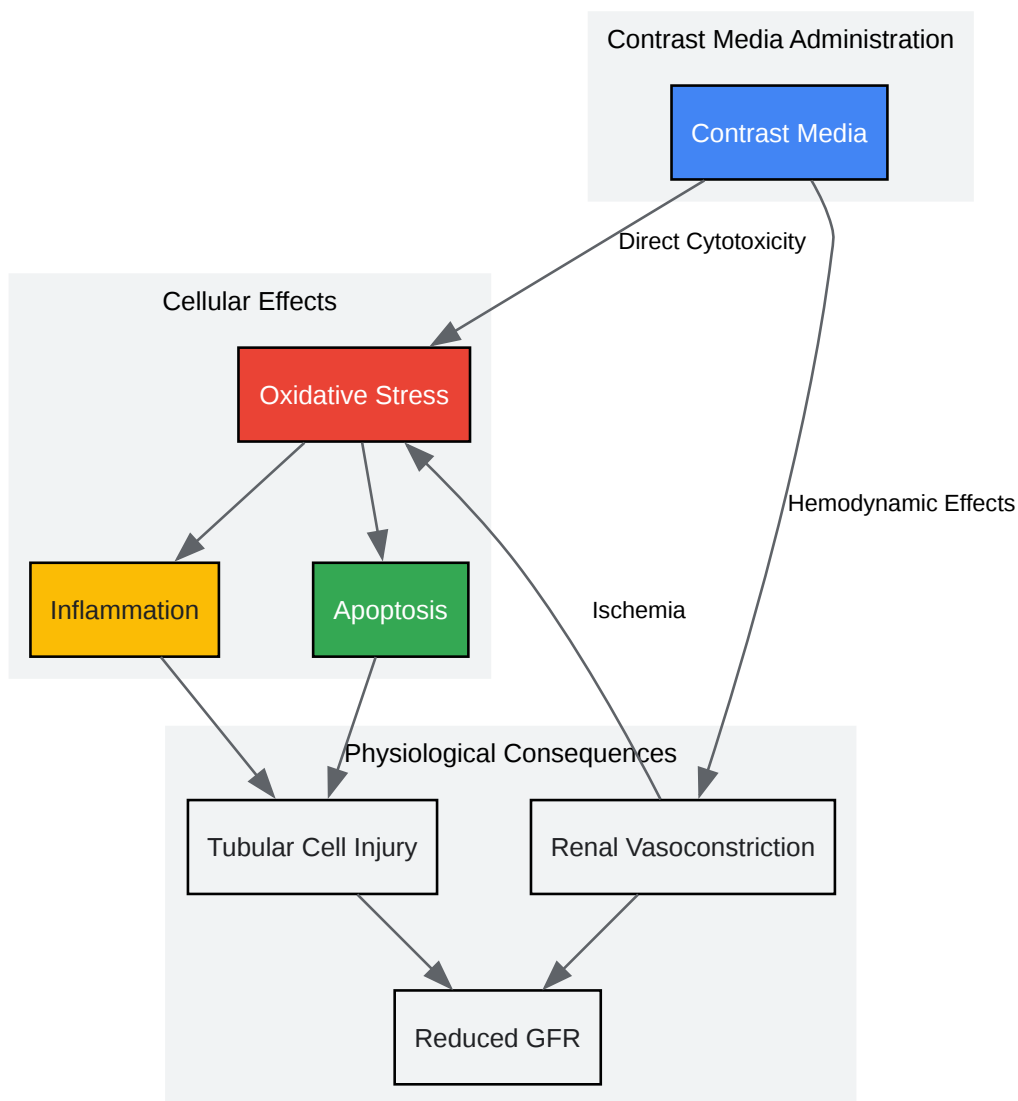 Contrast Media Administration
Contrast Media
Direct Cytotoxicity
Cellular Effects
Oxidative Stress
Hemodynamic Effects
Inflammation
Apoptosis
Ischemia
Physiological Consequences
Tubular Cell Injury
Renal Vasoconstriction
Reduced GFR